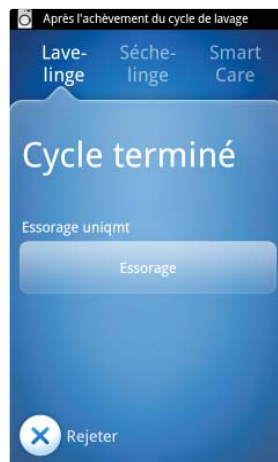 Après l'achèvement du cycle de lavage
Lave- Séche- Smart
linge linge Care
Cycle terminé
Essorage uniqmt
Essorage
Rejeter